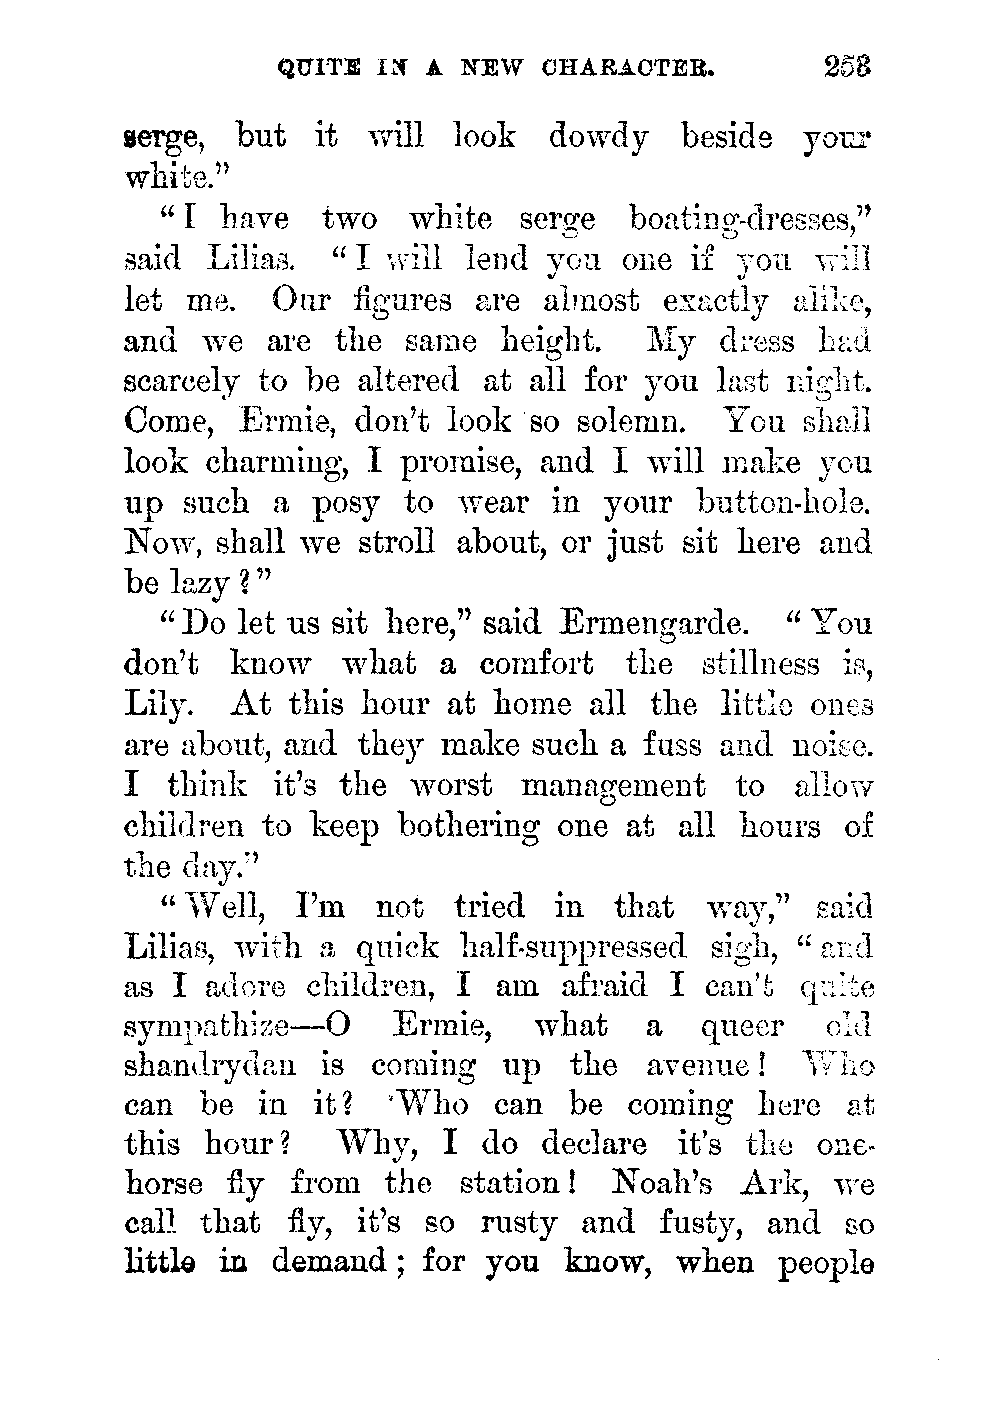 QUITE IN A NEW CHARACTER. 253
serge, but it will look dowdy beside your
white."
"I have two white serge boating-dresses,"
said Lilias. "I will lend you one if you will
let me. Our figures are almost exactly alike,
and we are the same height. My dress had
scarcely to be altered at all for you last night.
Come, Ermie, don't look so solemn. You shall
look charming, I promise, and I will make you
up such a posy to wear in your button-hole.
Now, shall we stroll about, or just sit here and
be lazy?"
"Do let us sit here," said Ermengarde. "You
don't know what a comfort the stillness is,
Lily. At this hour at home all the little ones
are about, and they make such a fuss and noise.
I think it's the worst management to allow
children to keep bothering one at all hours of
the day."
"Well, I'm not tried in that way," said
Lilias, with a quick half-suppressed sigh, "and
as I adore children, I am afraid I can't quite
sympathize—O Ermie, what a queer old
shandrydan is coming up the avenue! Who
can be in it? Who can be coming here at
this hour? Why, I do declare it's the one-
horse fly from the station! Noah's Ark, we
call that fly, it's so rusty and fusty, and so
little in demand; for you know, when people